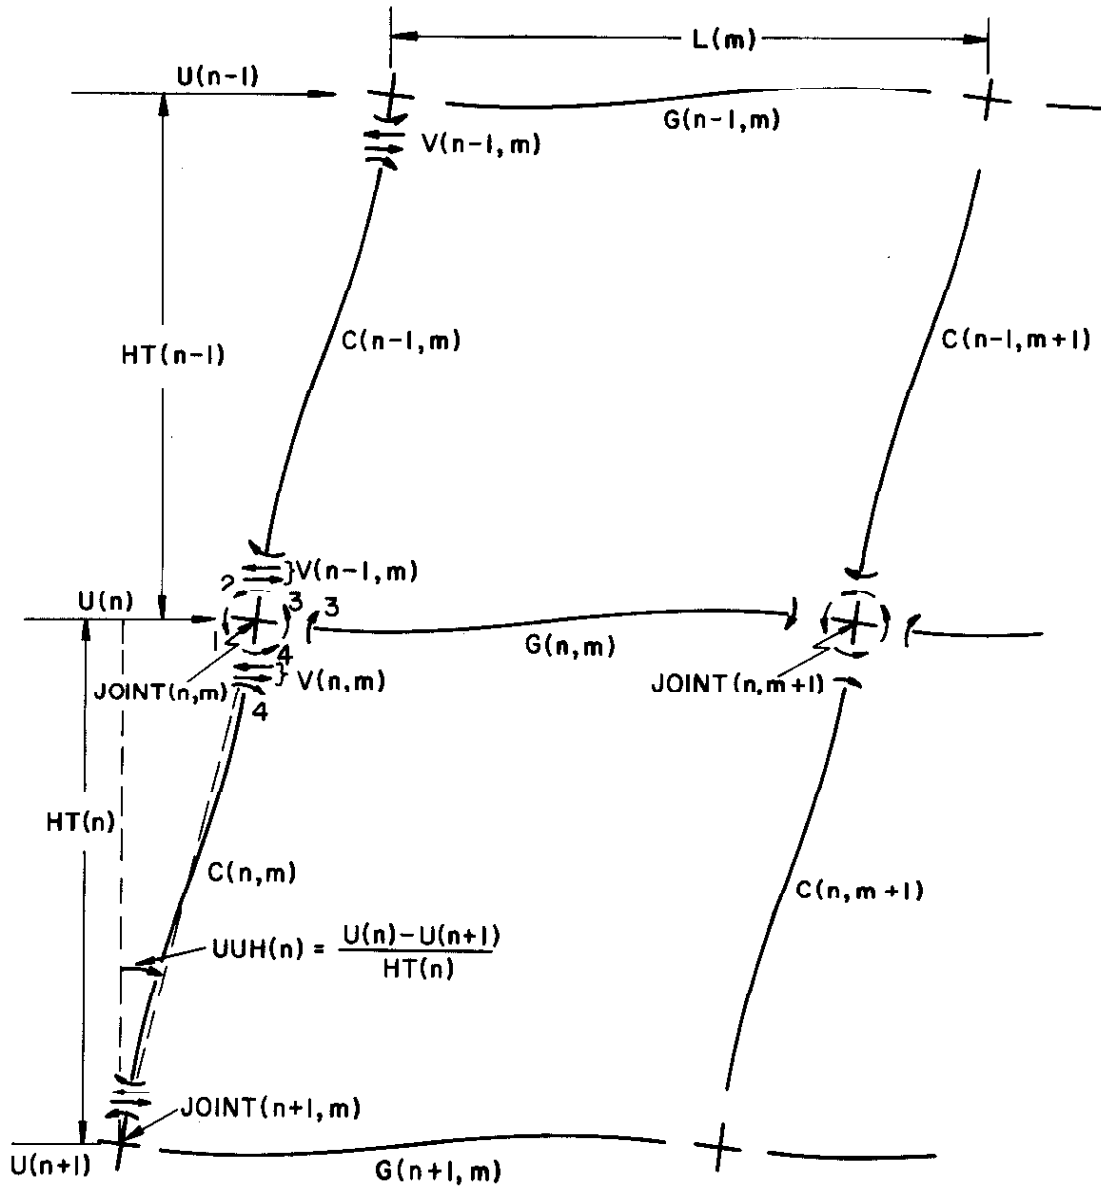 L(m)
U(n-1)
G(n-1,m)
V(n-1,m)
C(n-1,m)
C(n-1,m+1)
HT(n-1)
V(n-1,m)
2
U(n)
3
3
1
G(n,m)
4
JOINT(n,m)
V(n,m)
JOINT(n,m+1)
4
HT(n)
C(n,m)
C(n,m+1)
UUH(n) = U(n)-U(n+1)
HT(n)
JOINT(n+1,m)
U(n+1)
G(n+1,m)